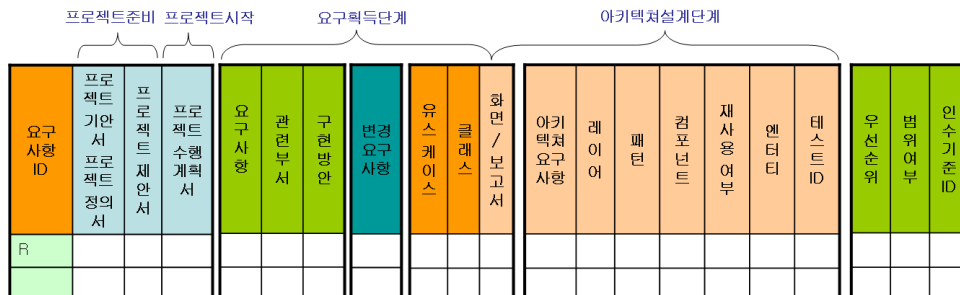 프로젝트준비 프로젝트시작 요구획득단계 아키텍쳐설계단계
요구
사항
ID
프로
젝트
기안
서
프로
젝트
정의
서
프로젝트 제안서
프로
젝트
수행
계획
서
요구사항
관련부서
구현방안
변경
요구
사항
유스케이스
클래스
화면 / 보고서
아키
텍쳐
요구
사항
레이어
패턴
컴포넌트
재사용여부
엔터티
테스트ID
우선순위
범위여부
인수기준ID
R